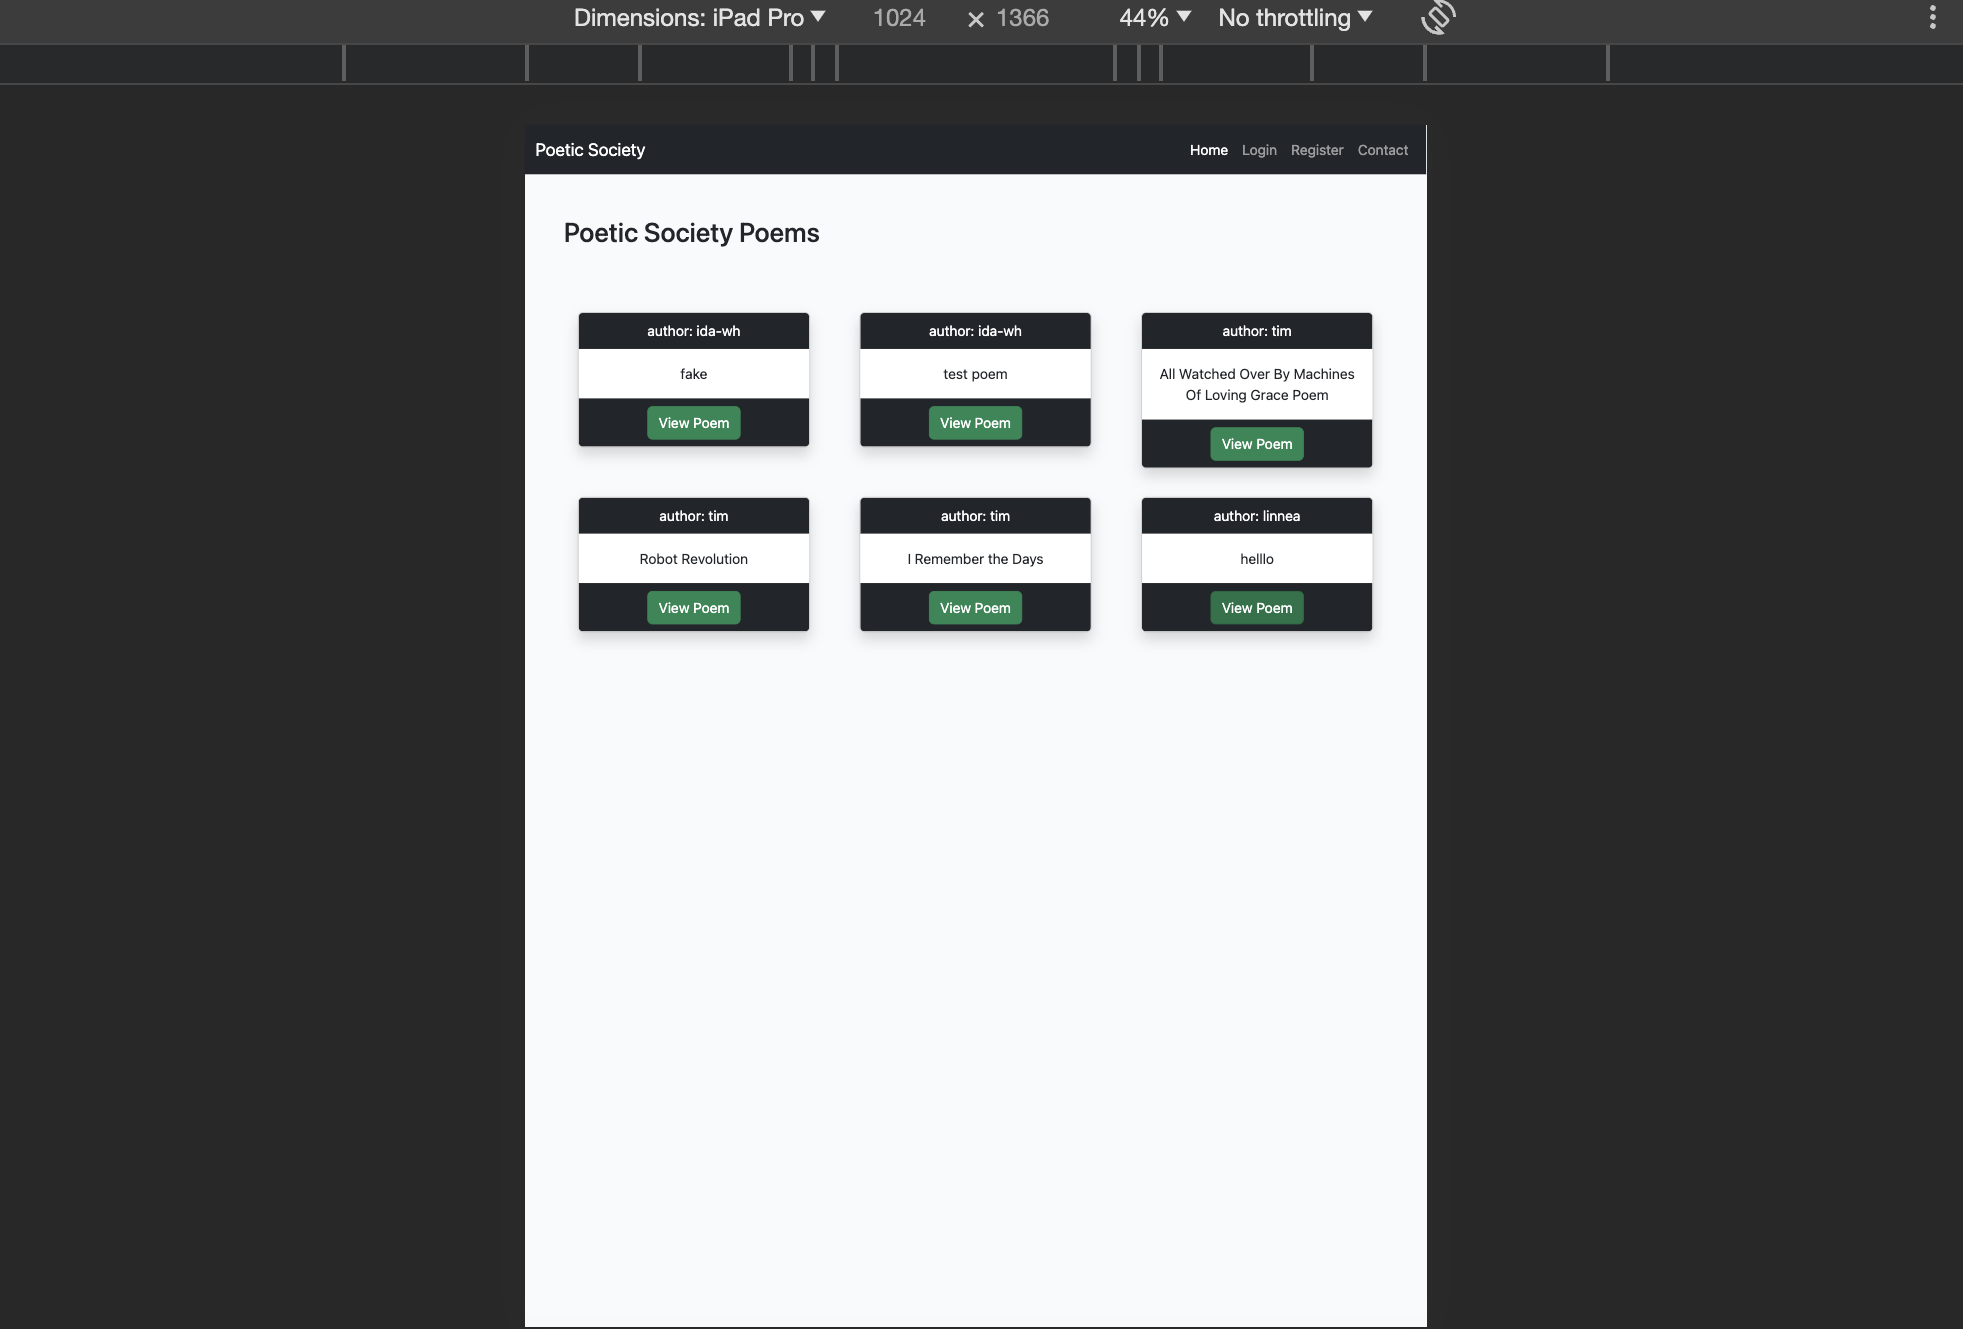 Dimensions: iPad Pro ▼ 1024 × 1366 44% ▼ No throttling ▼
Poetic Society Home Login Register Contact
Poetic Society Poems
author: ida-wh
fake
View Poem
author: ida-wh
test poem
View Poem
author: tim
All Watched Over By Machines
Of Loving Grace Poem
View Poem
author: tim
Robot Revolution
View Poem
author: tim
I Remember the Days
View Poem
author: linnea
helllo
View Poem